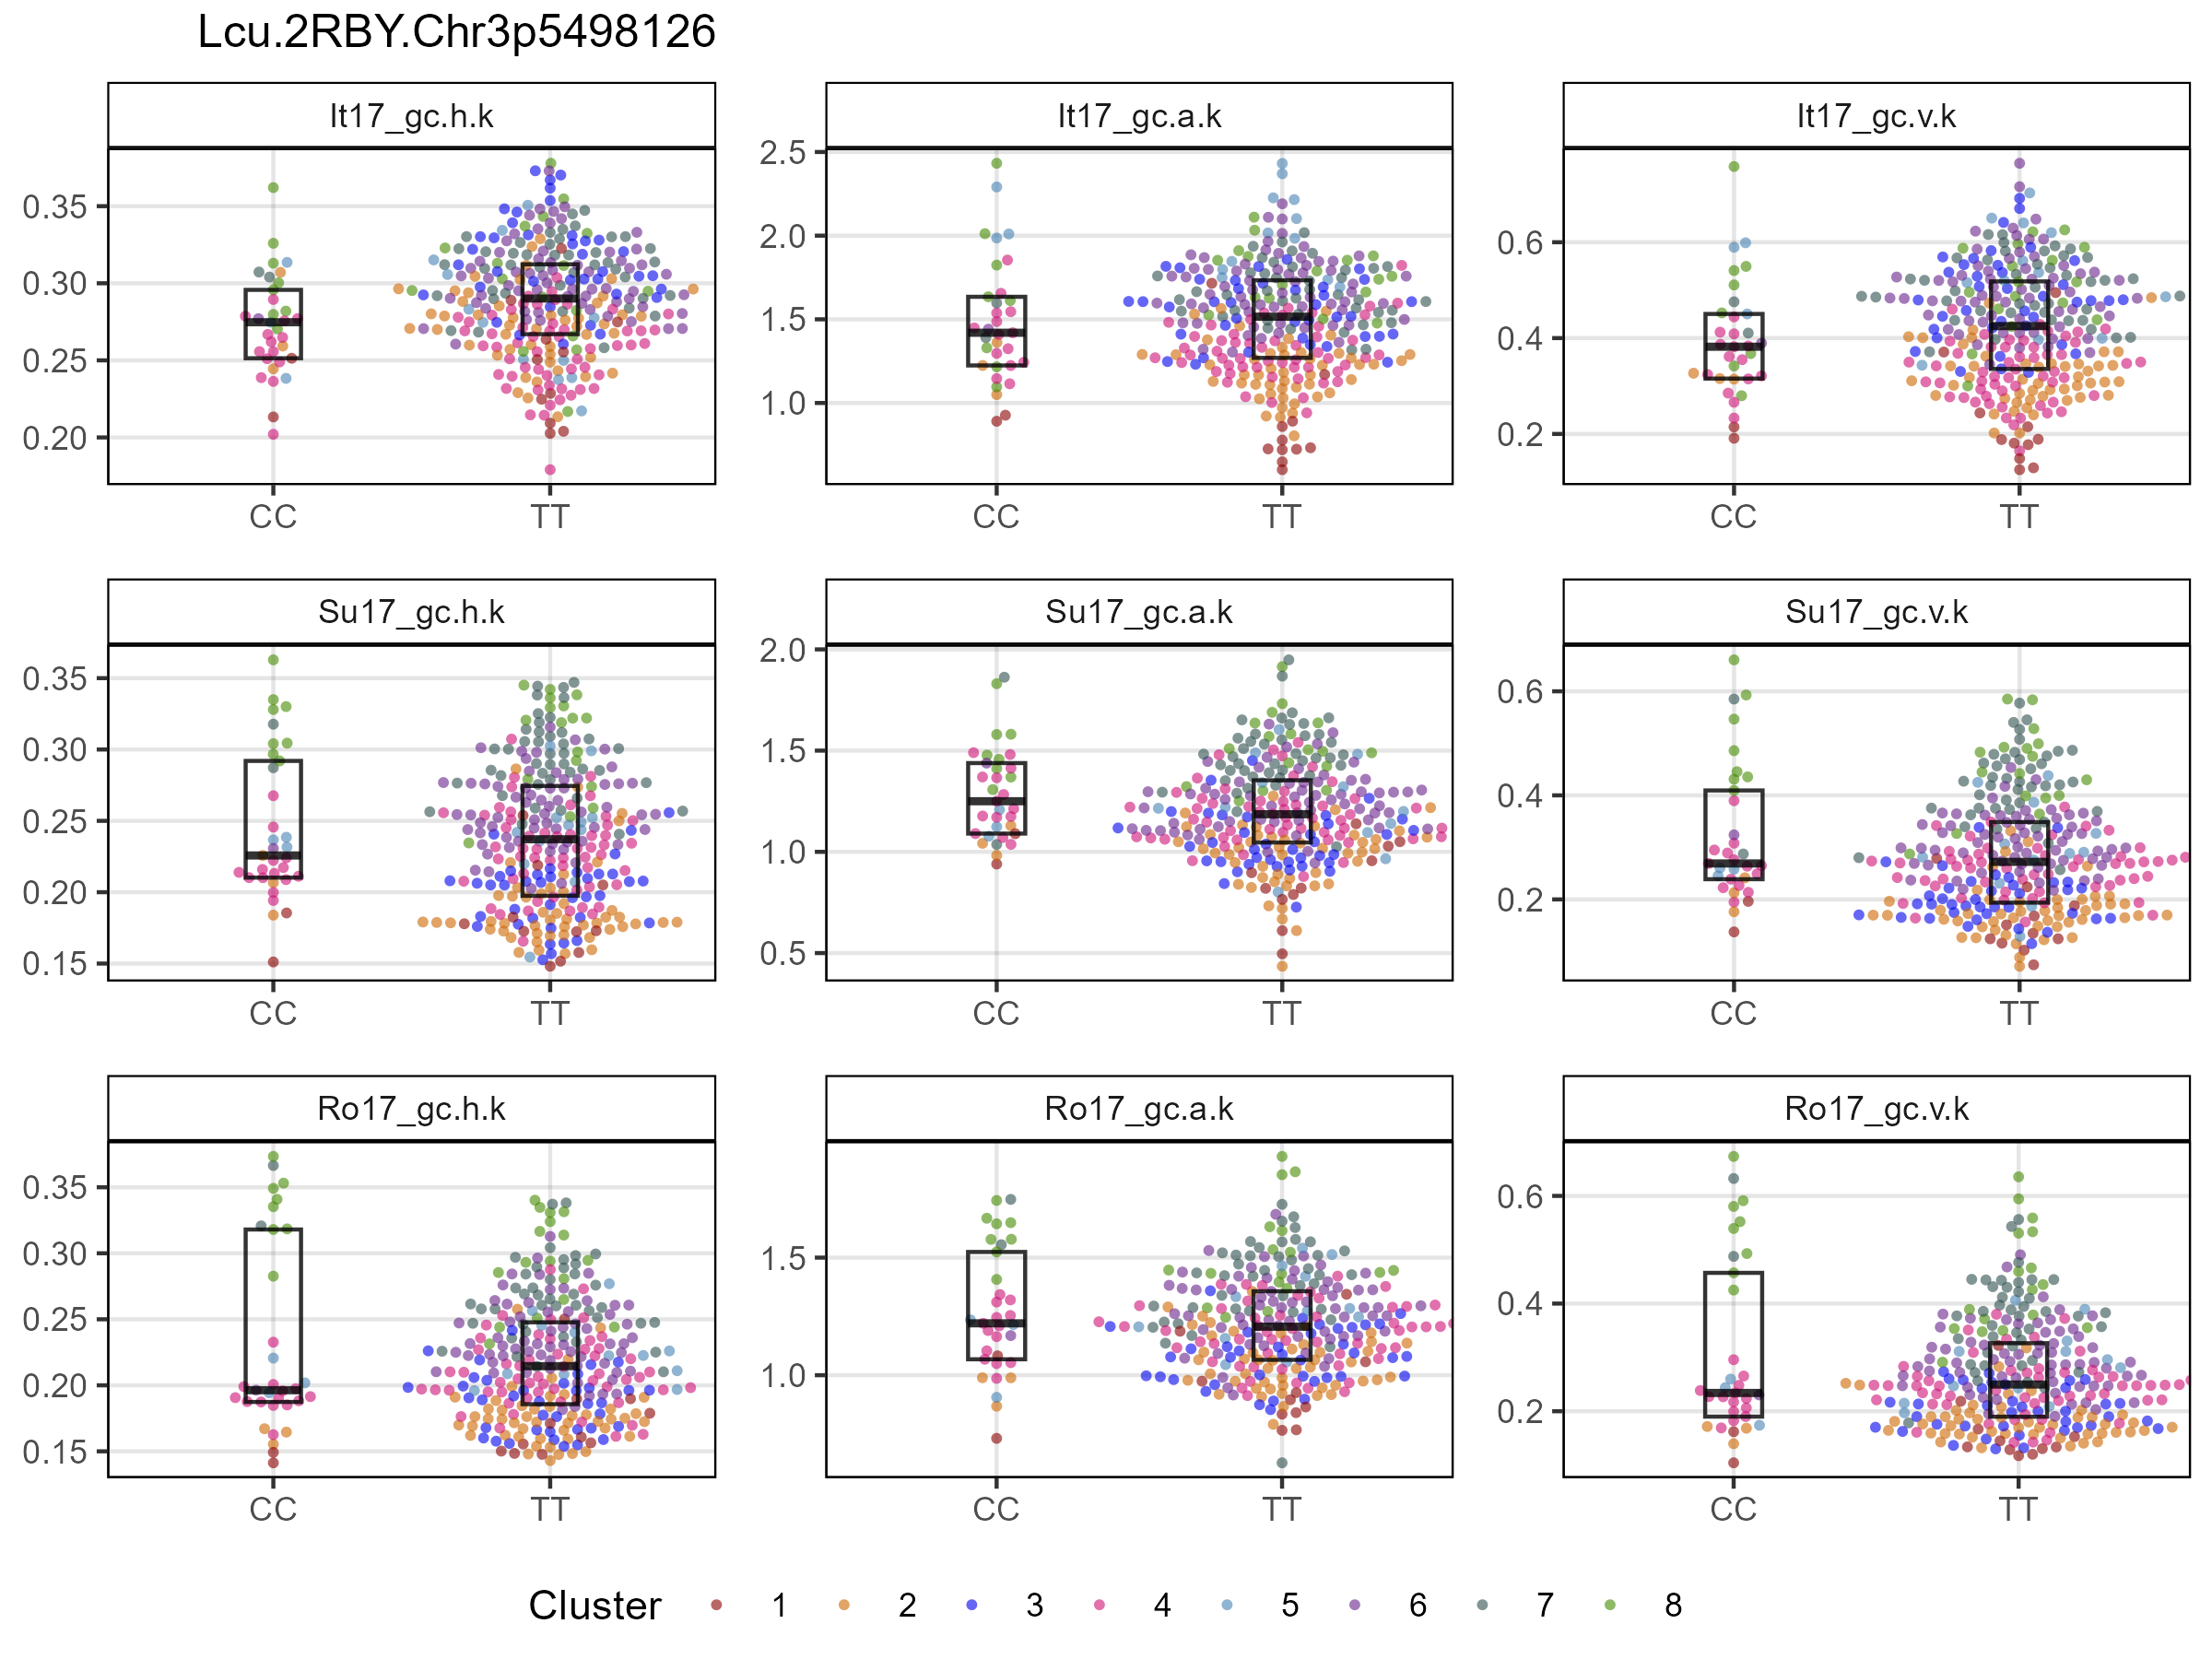 Lcu.2RBY.Chr3p5498126
It17_gc.h.k
It17_gc.a.k
It17_gc.v.k
0.35
0.30
0.25
0.20
CC TT
2.5
2.0
1.5
1.0
CC TT
0.6
0.4
0.2
CC TT
Su17_gc.h.k
Su17_gc.a.k
Su17_gc.v.k
0.35
0.30
0.25
0.20
0.15
CC TT
2.0
1.5
1.0
0.5
CC TT
0.6
0.4
0.2
CC TT
Ro17_gc.h.k
Ro17_gc.a.k
Ro17_gc.v.k
0.35
0.30
0.25
0.20
0.15
CC TT
1.5
1.0
CC TT
0.6
0.4
0.2
CC TT
Cluster 1 2 3 4 5 6 7 8